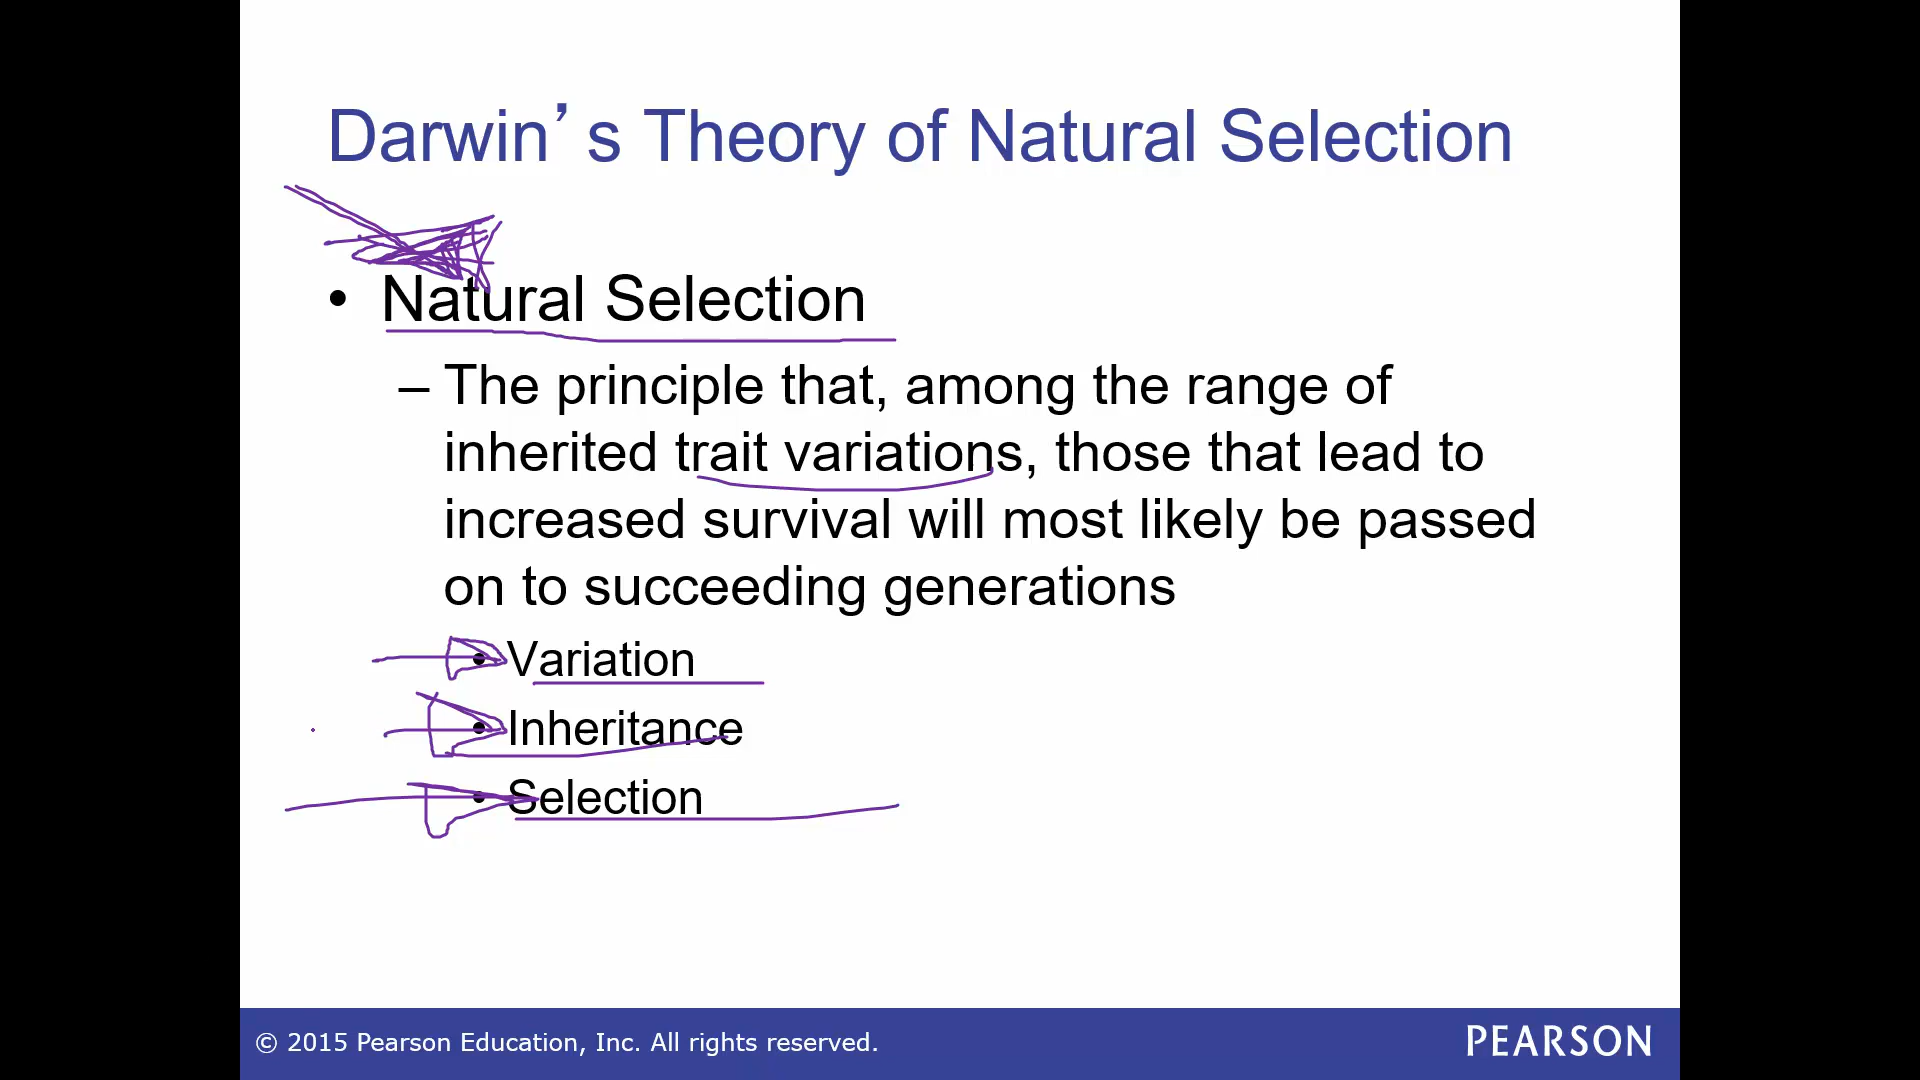 Darwin’s Theory of Natural Selection
• Natural Selection
– The principle that, among the range of
inherited trait variations, those that lead to
increased survival will most likely be passed
on to succeeding generations
• Variation
• Inheritance
• Selection
© 2015 Pearson Education, Inc. All rights reserved.
PEARSON